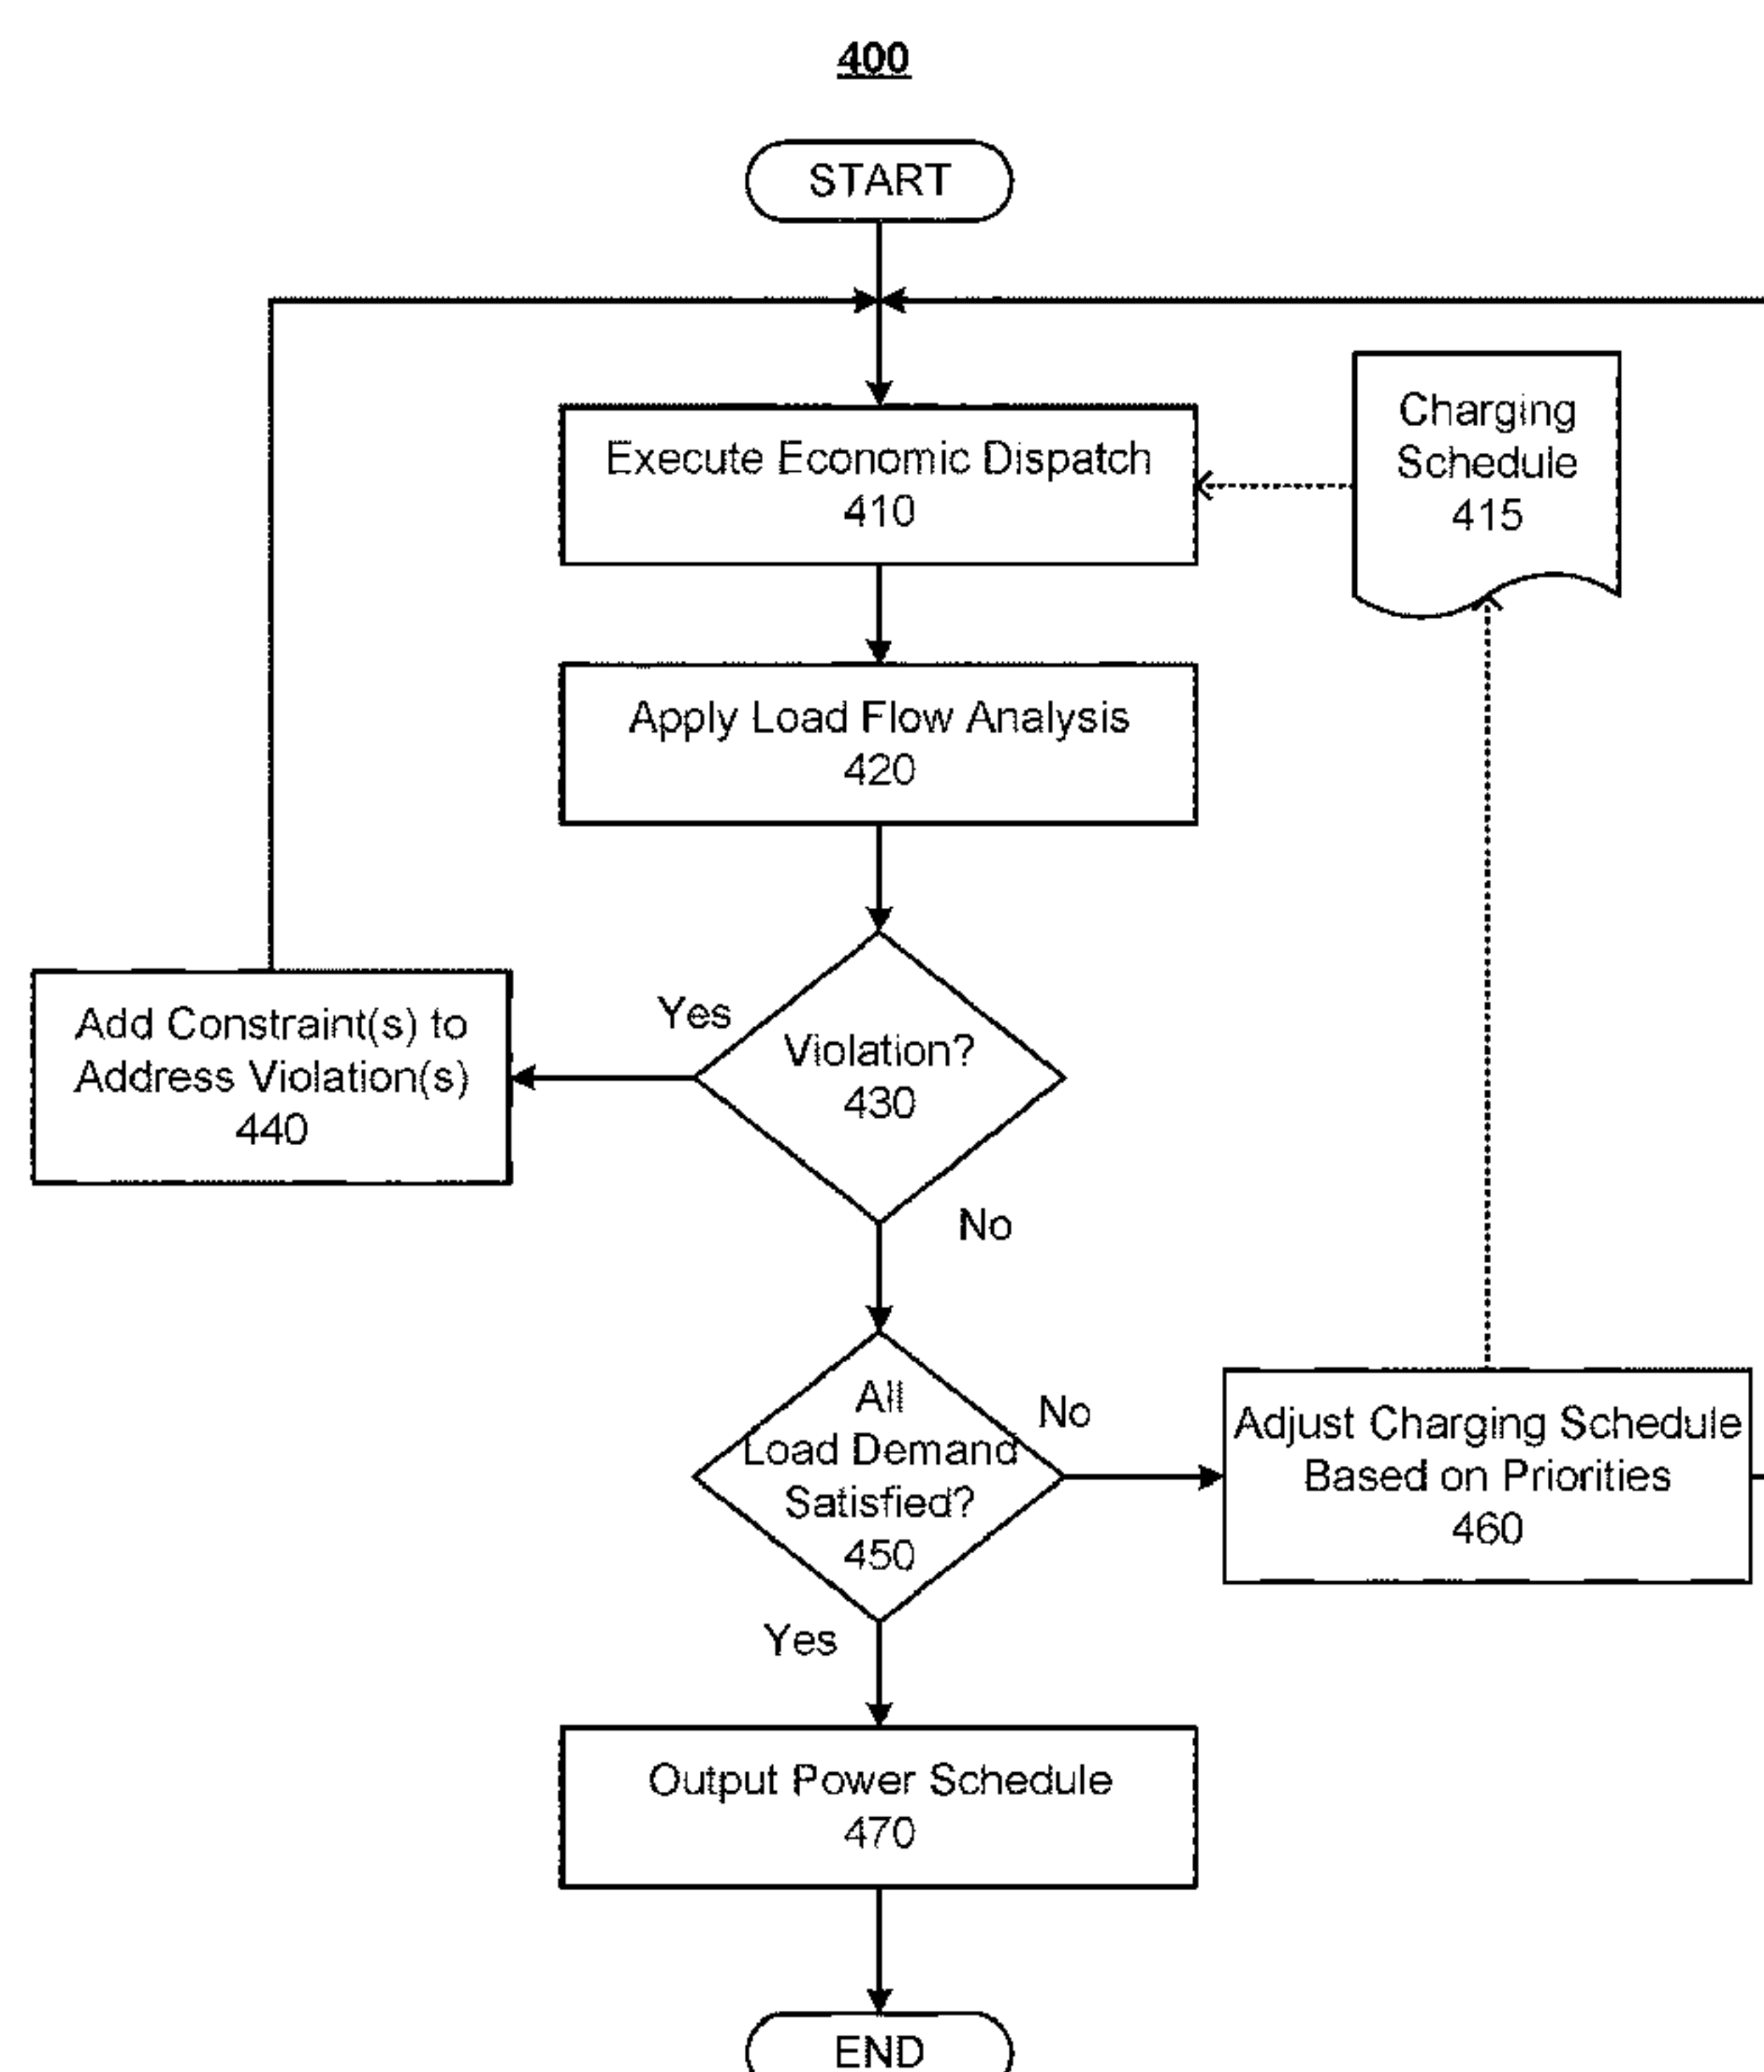 400
START
Charging
Schedule
415
Execute Economic Dispatch
410
Apply Load Flow Analysis
420
Yes
Violation?
430
Add Constraint(s) to
Address Violation(s)
440
No
All
Load Demand
Satisfied?
450
No
Adjust Charging Schedule
Based on Priorities
460
Yes
Output Power Schedule
470
END